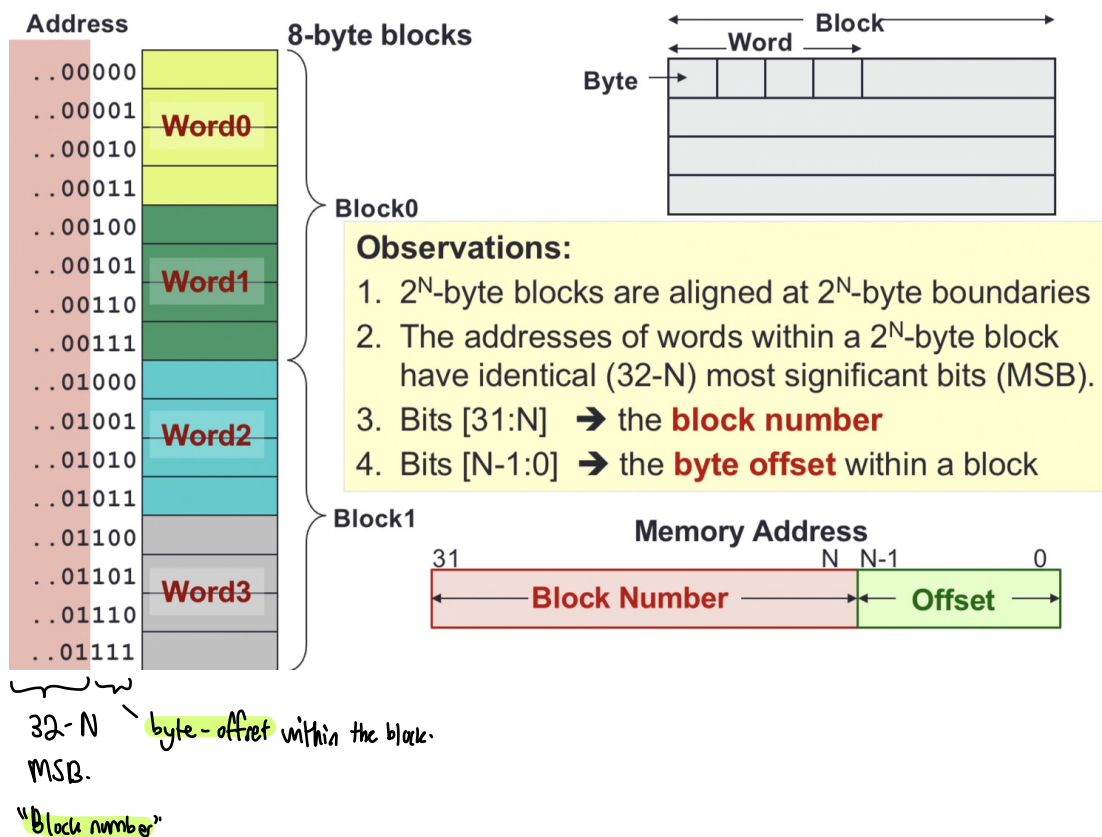 Address
8-byte blocks
..00000
..00001
..00010
..00011
..00100
..00101
..00110
..00111
..01000
..01001
..01010
..01011
..01100
..01101
..01110
..01111
Word0
Word1
Word2
Word3
Block0
Block1
Block
Word
Byte
Observations:
1. 2ᴺ-byte blocks are aligned at 2ᴺ-byte boundaries
2. The addresses of words within a 2ᴺ-byte block
have identical (32-N) most significant bits (MSB).
3. Bits [31:N] ➔ the block number
4. Bits [N-1:0] ➔ the byte offset within a block
Memory Address
31 N N-1 0
Block Number Offset
32-N
MSB.
"Block number"
byte-offset within the block.